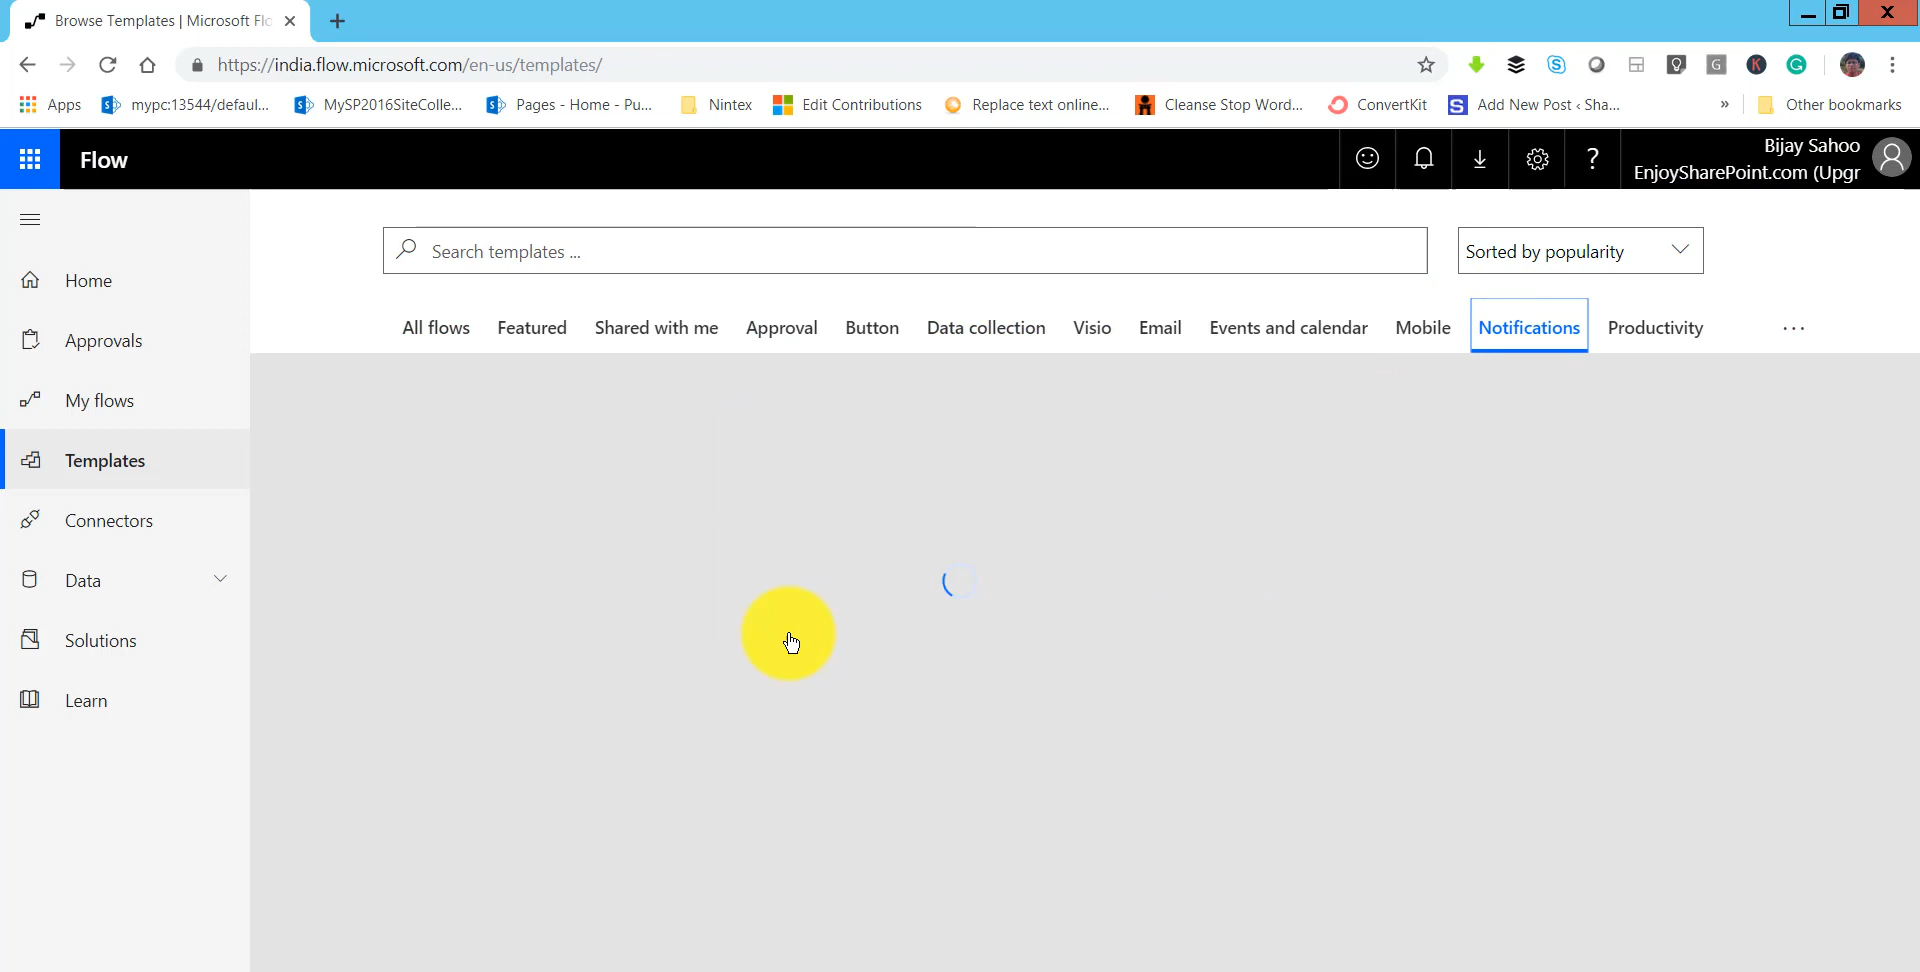 Browse Templates | Microsoft Flo
https://india.flow.microsoft.com/en-us/templates/
Apps mypc:13544/defaul... MySP2016SiteColle... Pages - Home - Pu... Nintex Edit Contributions Replace text online... Cleanse Stop Word... ConvertKit Add New Post ‹ Sha... » Other bookmarks
Flow
Bijay Sahoo
EnjoySharePoint.com (Upgr
Search templates ...
Sorted by popularity
All flows Featured Shared with me Approval Button Data collection Visio Email Events and calendar Mobile Notifications Productivity ...
Home
Approvals
My flows
Templates
Connectors
Data
Solutions
Learn